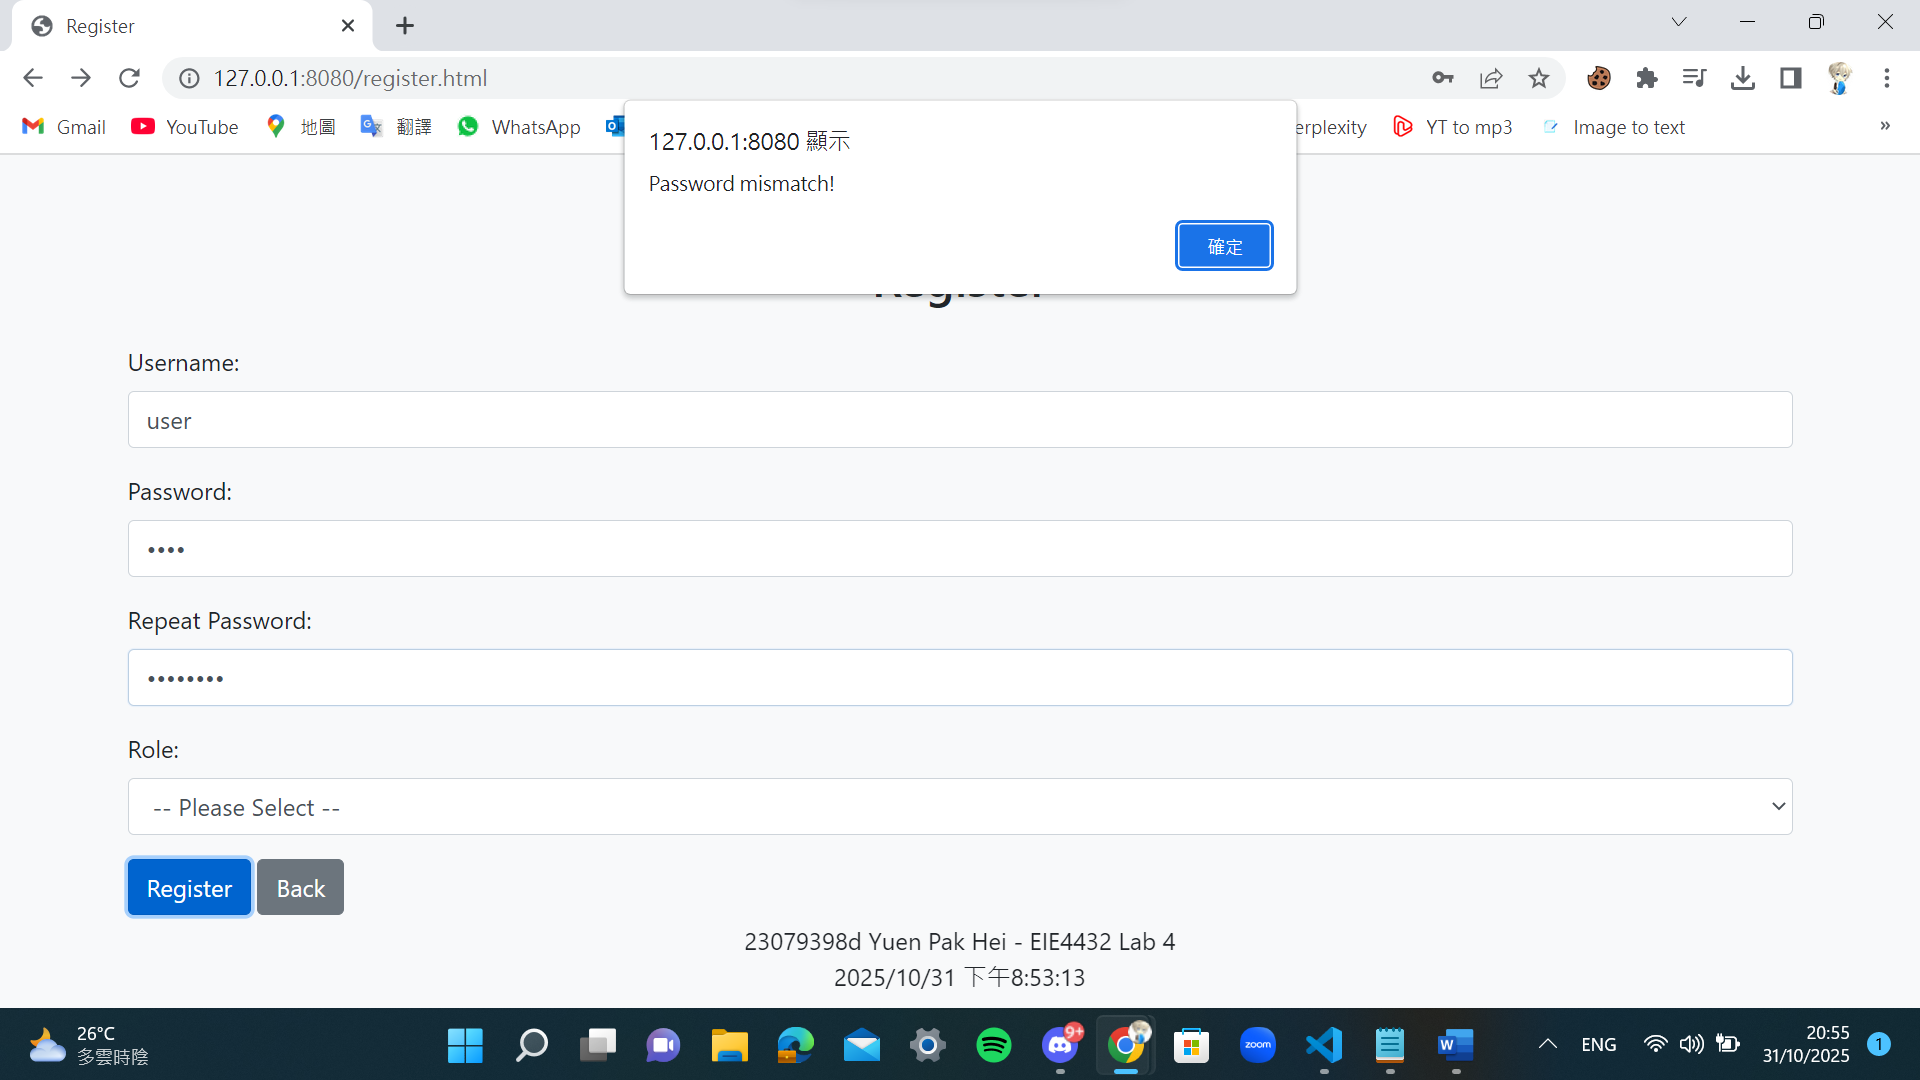 Register
127.0.0.1:8080/register.html
Gmail YouTube 地圖 翻譯 WhatsApp erplexity YT to mp3 Image to text »
127.0.0.1:8080 顯示
Password mismatch!
確定
Register
Username:
user
Password:
••••
Repeat Password:
••••••••
Role:
-- Please Select --
Register Back
23079398d Yuen Pak Hei - EIE4432 Lab 4
2025/10/31 下午8:53:13
26°C
多雲時陰
9+
zoom
ENG
20:55
31/10/2025
1